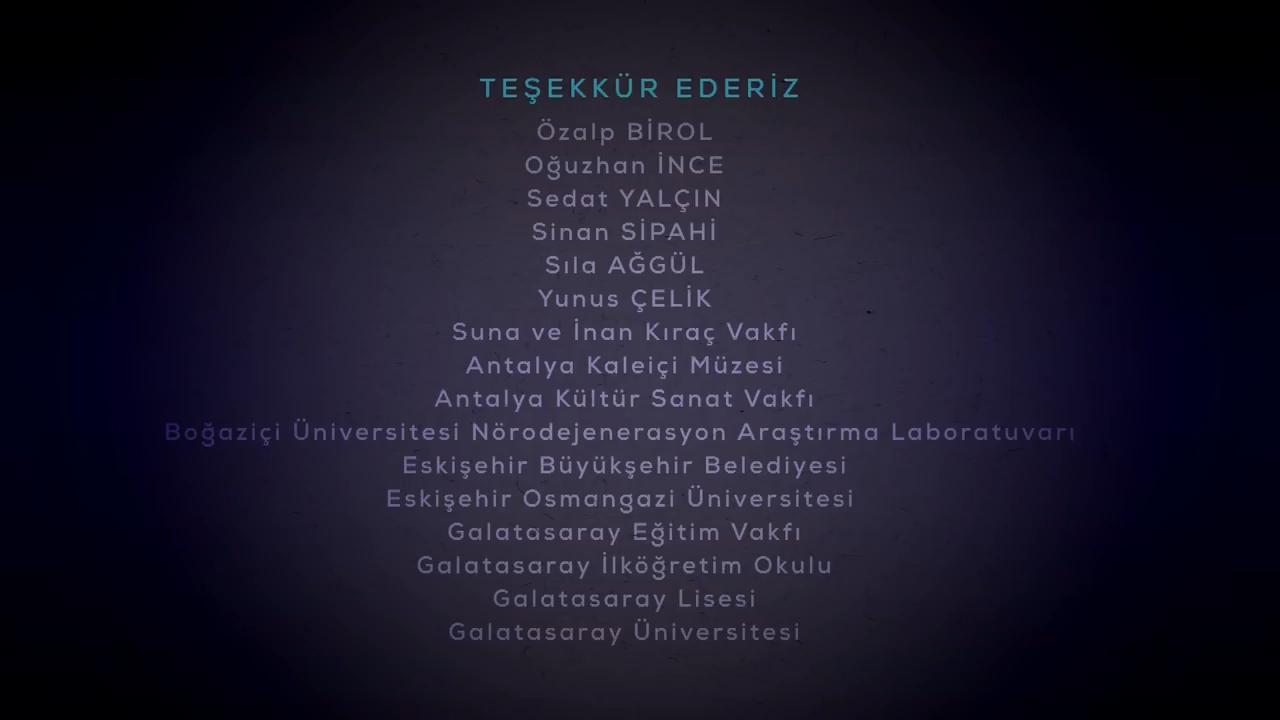 TEŞEKKÜR EDERİZ
Özalp BİROL
Oğuzhan İNCE
Sedat YALÇIN
Sinan SİPAHİ
Sıla AĞGÜL
Yunus ÇELİK
Suna ve İnan Kıraç Vakfı
Antalya Kaleiçi Müzesi
Antalya Kültür Sanat Vakfı
Boğaziçi Üniversitesi Nörodejenerasyon Araştırma Laboratuvarı
Eskişehir Büyükşehir Belediyesi
Eskişehir Osmangazi Üniversitesi
Galatasaray Eğitim Vakfı
Galatasaray İlköğretim Okulu
Galatasaray Lisesi
Galatasaray Üniversitesi